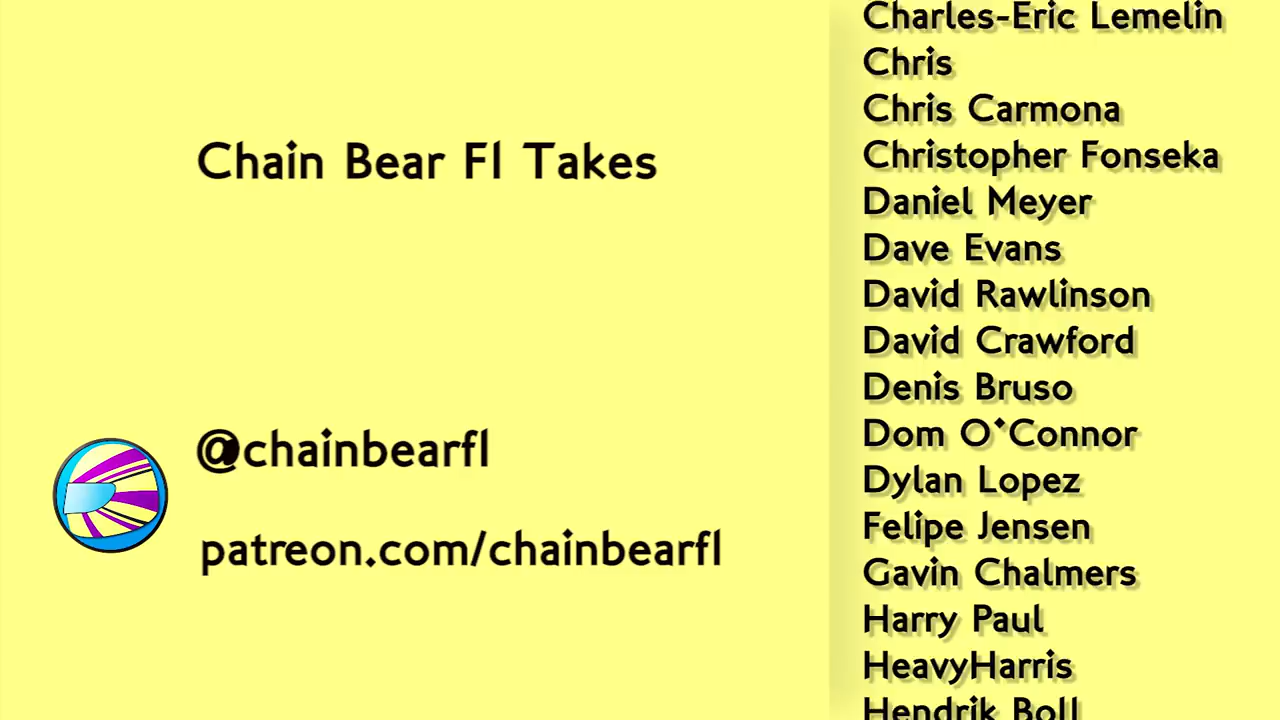 Chain Bear F1 Takes
@chainbearf1
patreon.com/chainbearf1
Charles-Eric Lemelin
Chris
Chris Carmona
Christopher Fonseka
Daniel Meyer
Dave Evans
David Rawlinson
David Crawford
Denis Bruso
Dom O'Connor
Dylan Lopez
Felipe Jensen
Gavin Chalmers
Harry Paul
HeavyHarris
Hendrik Boll